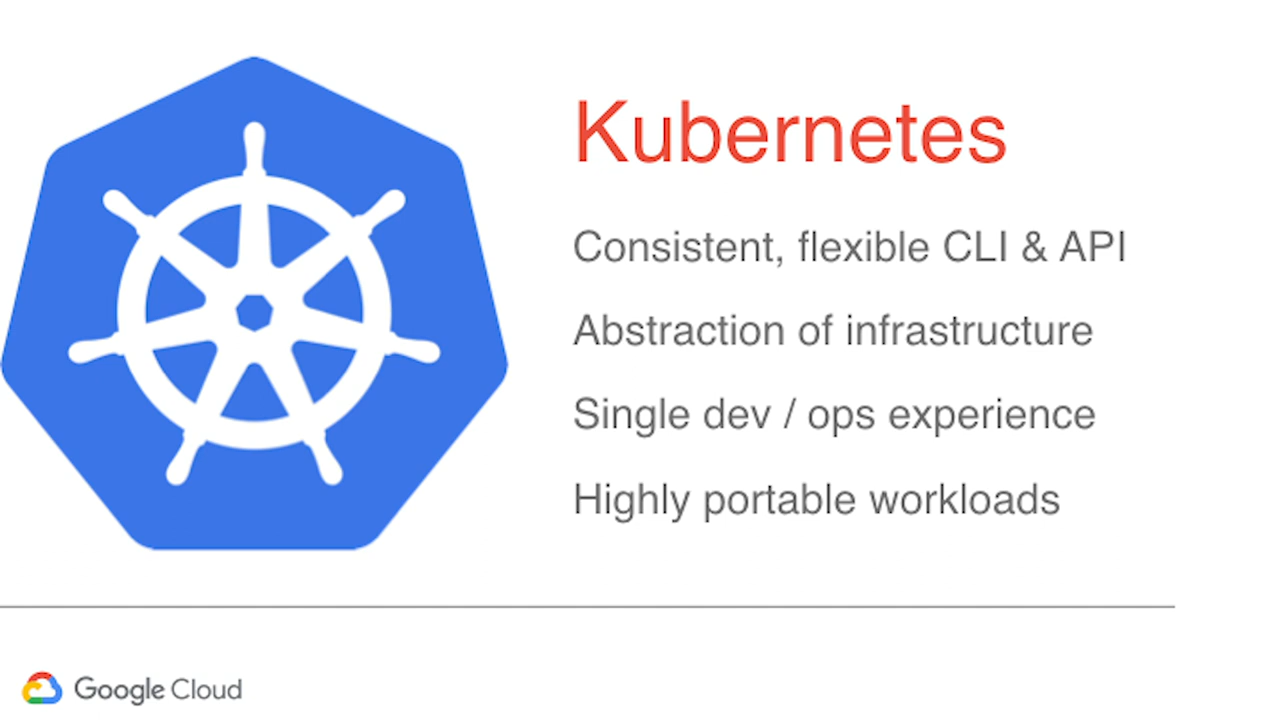 Kubernetes
Consistent, flexible CLI & API
Abstraction of infrastructure
Single dev / ops experience
Highly portable workloads
Google Cloud